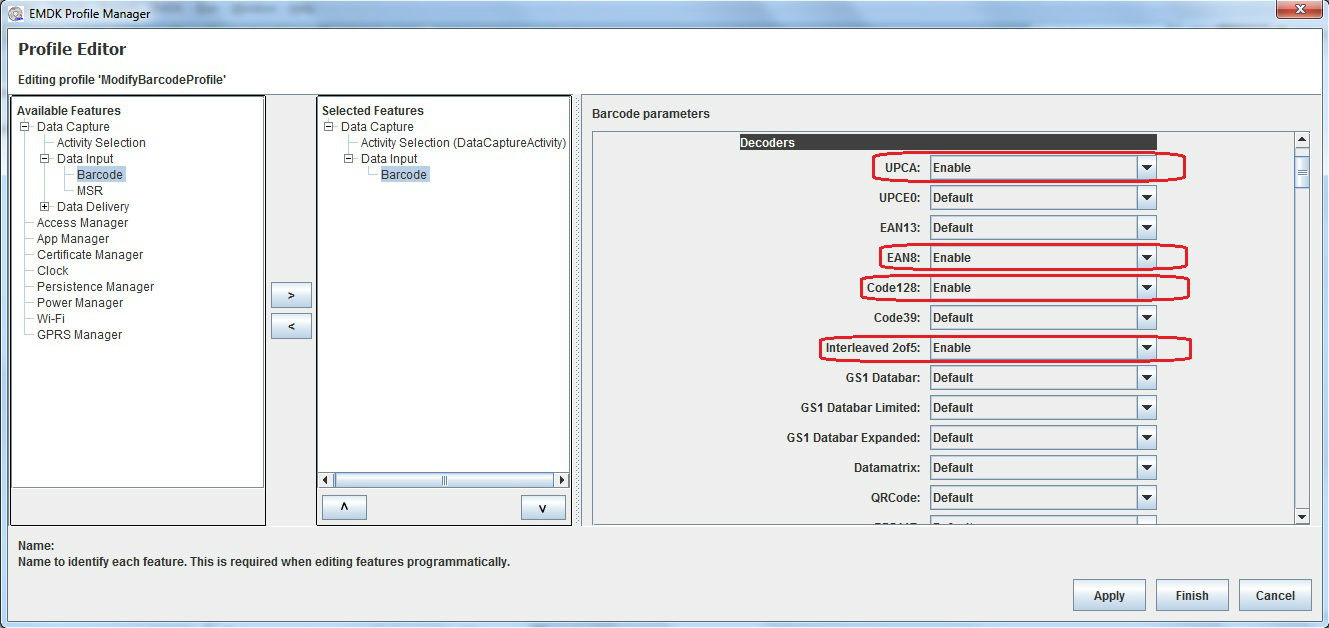 EMDK Profile Manager
Profile Editor
Editing profile 'ModifyBarcodeProfile'
Available Features
Data Capture
Activity Selection
Data Input
Barcode
MSR
Data Delivery
Access Manager
App Manager
Certificate Manager
Clock
Persistence Manager
Power Manager
Wi-Fi
GPRS Manager
>
<
Selected Features
Data Capture
Activity Selection (DataCaptureActivity)
Data Input
Barcode
^
v
Barcode parameters
Decoders
UPCA: Enable
UPCE0: Default
EAN13: Default
EAN8: Enable
Code128: Enable
Code39: Default
Interleaved 2of5: Enable
GS1 Databar: Default
GS1 Databar Limited: Default
GS1 Databar Expanded: Default
Datamatrix: Default
QRCode: Default
Name:
Name to identify each feature. This is required when editing features programmatically.
Apply Finish Cancel